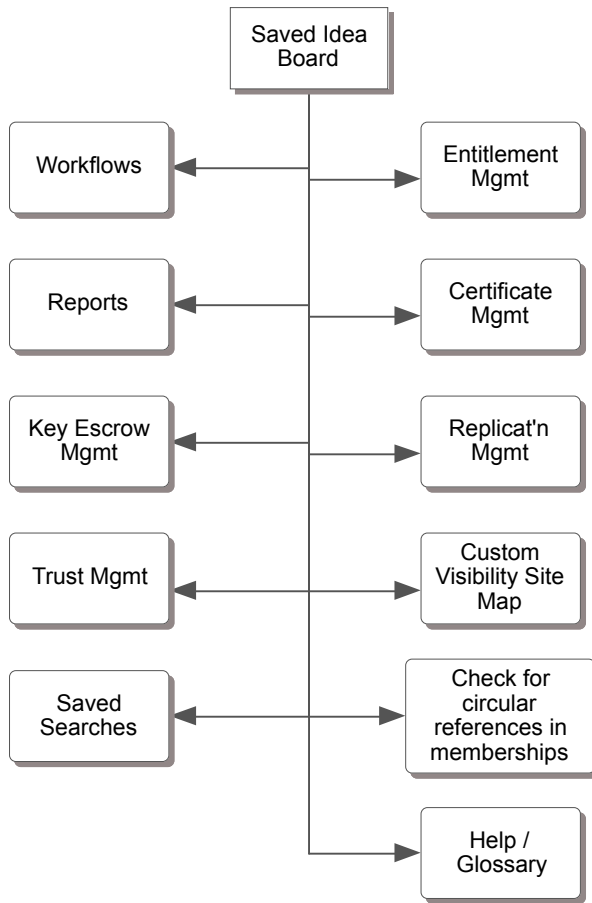 Saved Idea
Board
Workflows
Entitlement
Mgmt
Reports
Certificate
Mgmt
Key Escrow
Mgmt
Replicat'n
Mgmt
Trust Mgmt
Custom
Visibility Site
Map
Saved
Searches
Check for
circular
references in
memberships
Help /
Glossary